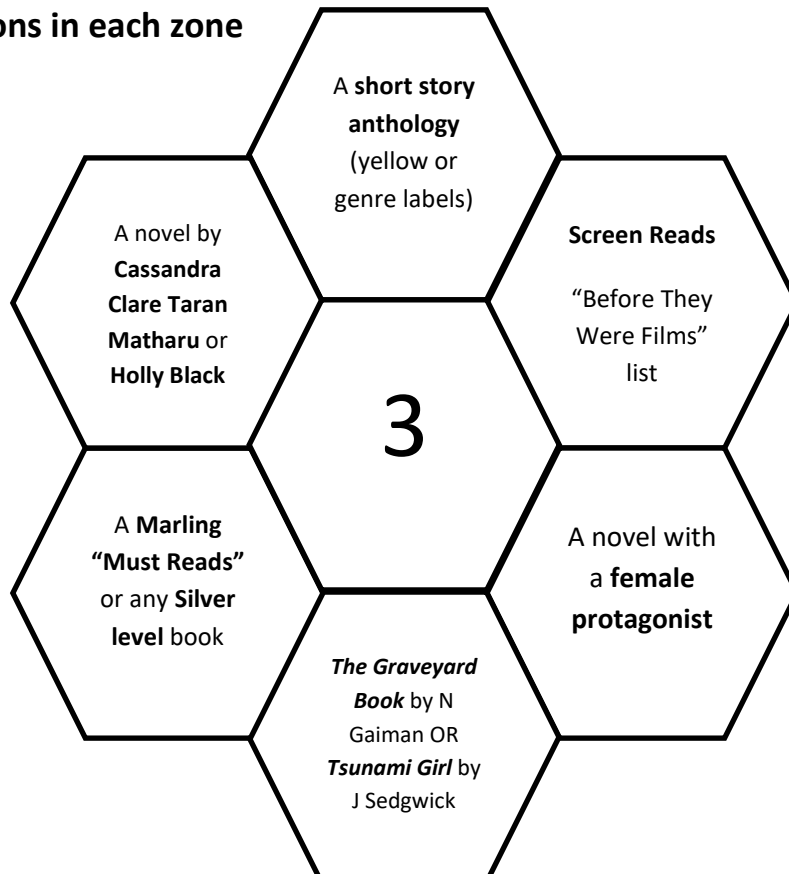 ons in each zone
A short story
anthology
(yellow or
genre labels)
A novel by
Cassandra
Clare Taran
Matharu or
Holly Black
Screen Reads
“Before They
Were Films”
list
3
A Marling
“Must Reads”
or any Silver
level book
A novel with
a female
protagonist
The Graveyard
Book by N
Gaiman OR
Tsunami Girl by
J Sedgwick